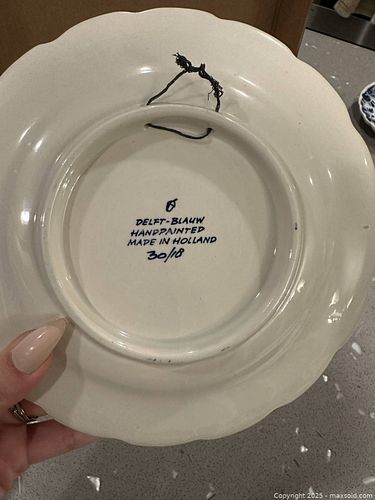 DELFT-BLAUW
HANDPAINTED
MADE IN HOLLAND
30/18
Copyright 2025 - maxsold.com